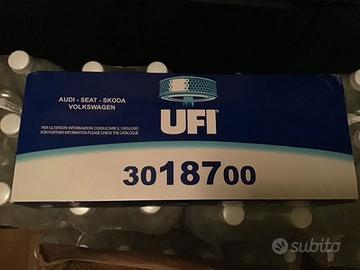 AUDI - SEAT - SKODA
VOLKSWAGEN
PER ULTERIORI INFORMAZIONI CONSULTARE IL CATALOGO
FOR FURTHER INFORMATION PLEASE CHECK THE CATALOGUE
UFI
3018700
subito